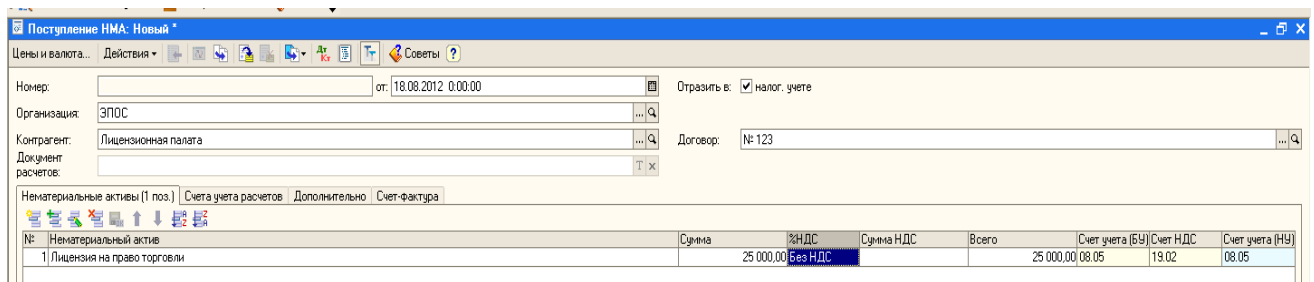 Поступление НМА: Новый *
Цены и валюта... Действия Дт Кт Советы ?
Номер: от: 18.08.2012 0:00:00 Отразить в: налог. учете
Организация: ЭПОС ...
Контрагент: Лицензионная палата ... Договор: № 123 ...
Документ расчетов: T x
Нематериальные активы (1 поз.) Счета учета расчетов Дополнительно Счет-фактура
№ Нематериальный актив Сумма %НДС Сумма НДС Всего Счет учета (БУ) Счет НДС Счет учета (НУ)
1 Лицензия на право торговли 25 000,00 Без НДС 25 000,00 08.05 19.02 08.05